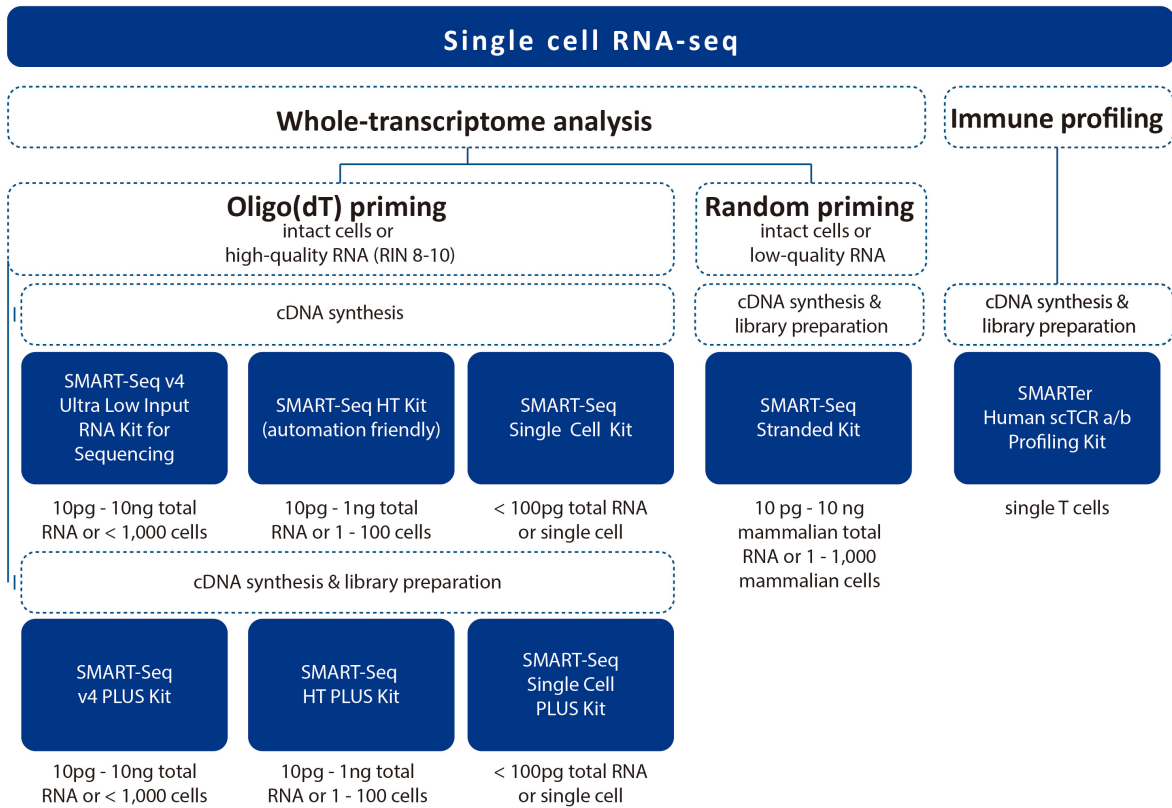 Single cell RNA-seq
Whole-transcriptome analysis
Immune profiling
Oligo(dT) priming
intact cells or
high-quality RNA (RIN 8-10)
Random priming
intact cells or
low-quality RNA
cDNA synthesis
cDNA synthesis &
library preparation
cDNA synthesis &
library preparation
SMART-Seq v4
Ultra Low Input
RNA Kit for
Sequencing
SMART-Seq HT Kit
(automation friendly)
SMART-Seq
Single Cell Kit
SMART-Seq
Stranded Kit
SMARTer
Human scTCR a/b
Profiling Kit
10pg - 10ng total
RNA or < 1,000 cells
10pg - 1ng total
RNA or 1 - 100 cells
< 100pg total RNA
or single cell
10 pg - 10 ng
mammalian total
RNA or 1 - 1,000
mammalian cells
single T cells
cDNA synthesis & library preparation
SMART-Seq
v4 PLUS Kit
SMART-Seq
HT PLUS Kit
SMART-Seq
Single Cell
PLUS Kit
10pg - 10ng total
RNA or < 1,000 cells
10pg - 1ng total
RNA or 1 - 100 cells
< 100pg total RNA
or single cell